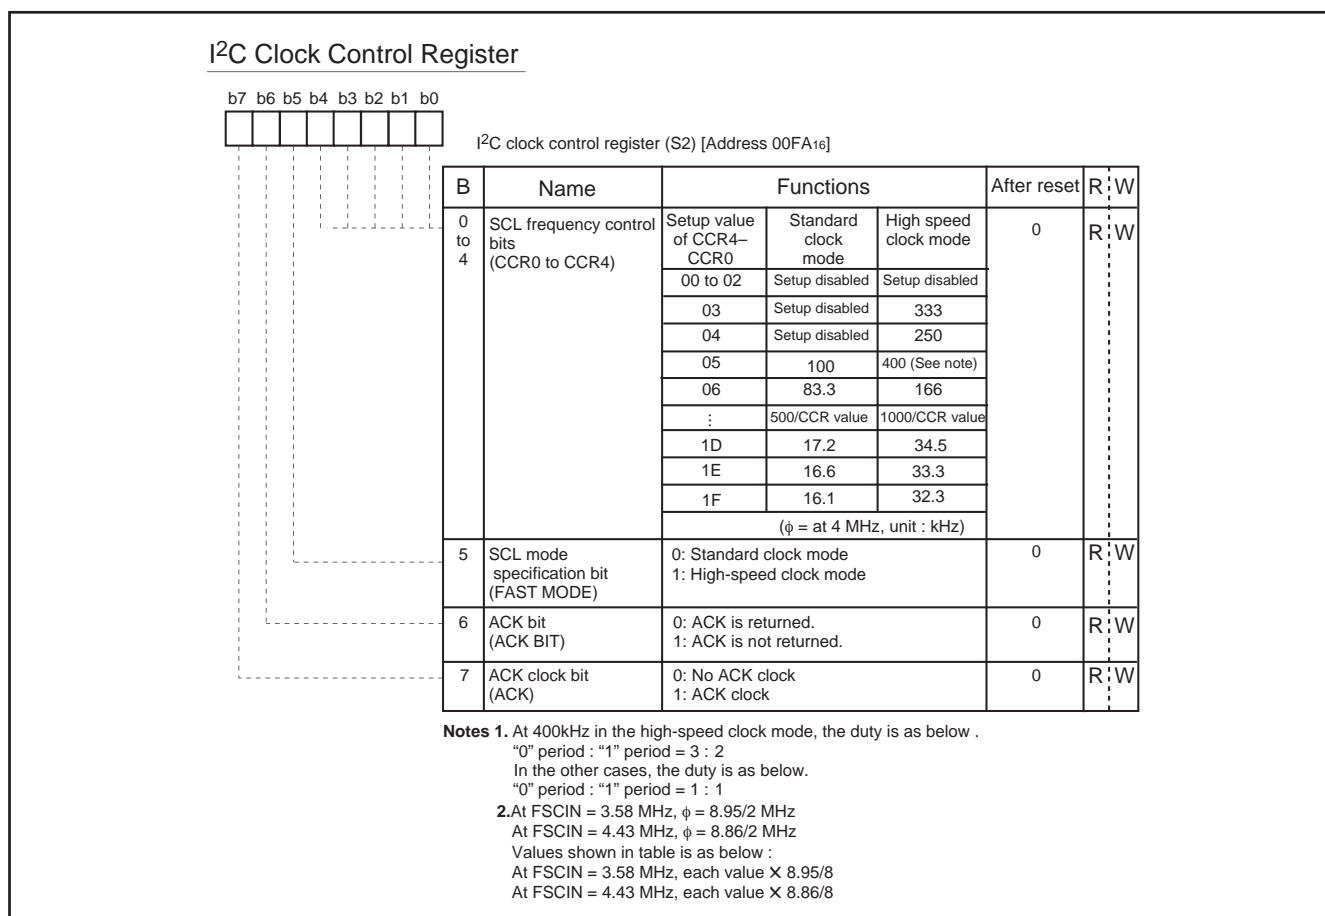 I2C Clock Control Register
b7 b6 b5 b4 b3 b2 b1 b0
I2C clock control register (S2) [Address 00FA16]
B Name Functions After reset R W
0 to 4 SCL frequency control bits (CCR0 to CCR4) Setup value of CCR4–CCR0 Standard clock mode High speed clock mode 0 R W
00 to 02 Setup disabled Setup disabled
03 Setup disabled 333
04 Setup disabled 250
05 100 400 (See note)
06 83.3 166
⋮ 500/CCR value 1000/CCR value
1D 17.2 34.5
1E 16.6 33.3
1F 16.1 32.3
(ϕ = at 4 MHz, unit : kHz)
5 SCL mode specification bit (FAST MODE) 0: Standard clock mode 1: High-speed clock mode 0 R W
6 ACK bit (ACK BIT) 0: ACK is returned. 1: ACK is not returned. 0 R W
7 ACK clock bit (ACK) 0: No ACK clock 1: ACK clock 0 R W
Notes 1. At 400kHz in the high-speed clock mode, the duty is as below .
“0” period : “1” period = 3 : 2
In the other cases, the duty is as below.
“0” period : “1” period = 1 : 1
2.At FSCIN = 3.58 MHz, ϕ = 8.95/2 MHz
At FSCIN = 4.43 MHz, ϕ = 8.86/2 MHz
Values shown in table is as below :
At FSCIN = 3.58 MHz, each value ✕ 8.95/8
At FSCIN = 4.43 MHz, each value ✕ 8.86/8